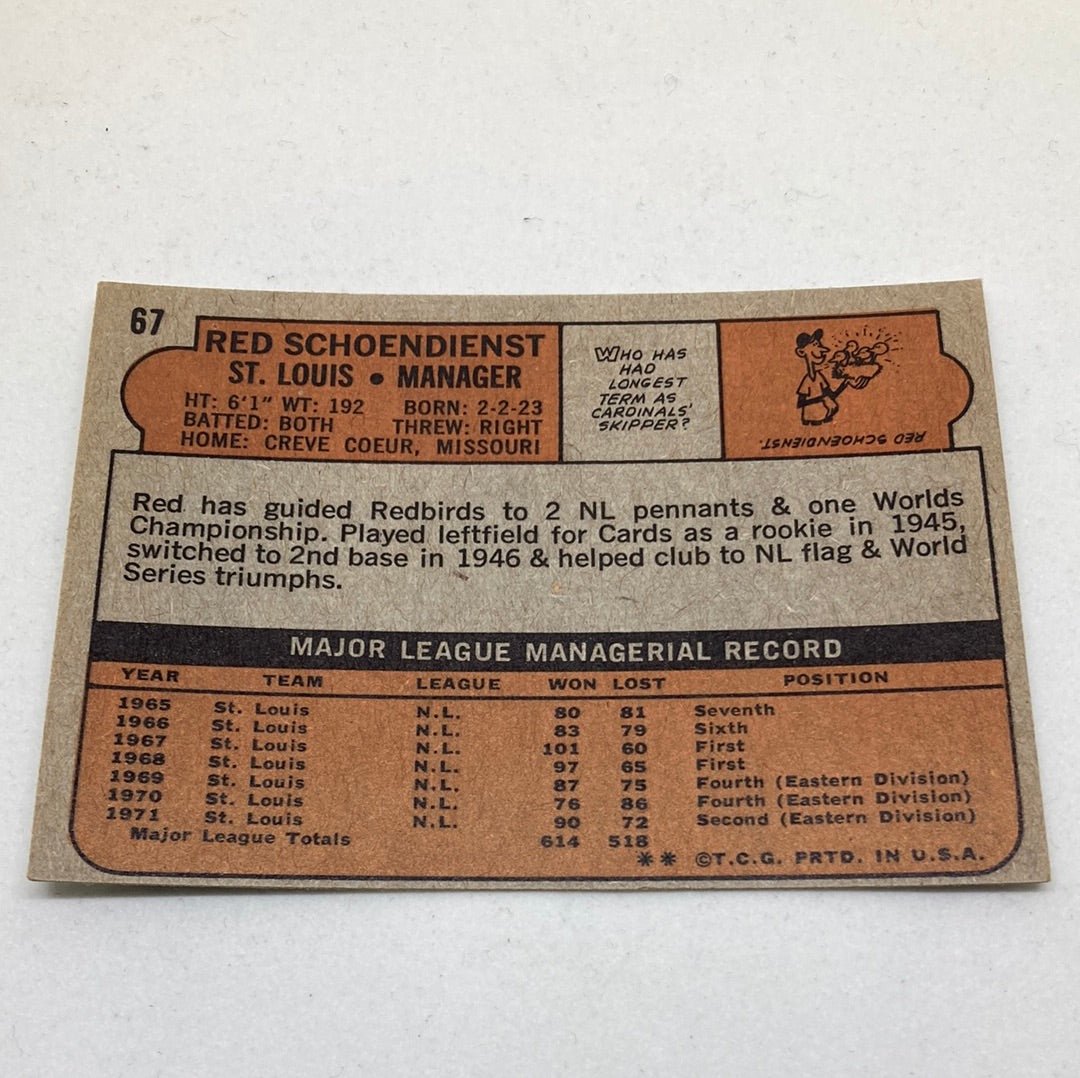 67
RED SCHOENDIENST
ST. LOUIS • MANAGER
HT: 6'1" WT: 192 BORN: 2-2-23
BATTED: BOTH THREW: RIGHT
HOME: CREVE COEUR, MISSOURI
WHO HAS
HAD
LONGEST
TERM AS
CARDINALS'
SKIPPER?
RED SCHOENDIENST.
Red has guided Redbirds to 2 NL pennants & one Worlds
Championship. Played leftfield for Cards as a rookie in 1945,
switched to 2nd base in 1946 & helped club to NL flag & World
Series triumphs.
MAJOR LEAGUE MANAGERIAL RECORD
YEAR TEAM LEAGUE WON LOST POSITION
1965 St. Louis N.L. 80 81 Seventh
1966 St. Louis N.L. 83 79 Sixth
1967 St. Louis N.L. 101 60 First
1968 St. Louis N.L. 97 65 First
1969 St. Louis N.L. 87 75 Fourth (Eastern Division)
1970 St. Louis N.L. 76 86 Fourth (Eastern Division)
1971 St. Louis N.L. 90 72 Second (Eastern Division)
Major League Totals 614 518
** ©T.C.G. PRTD. IN U.S.A.